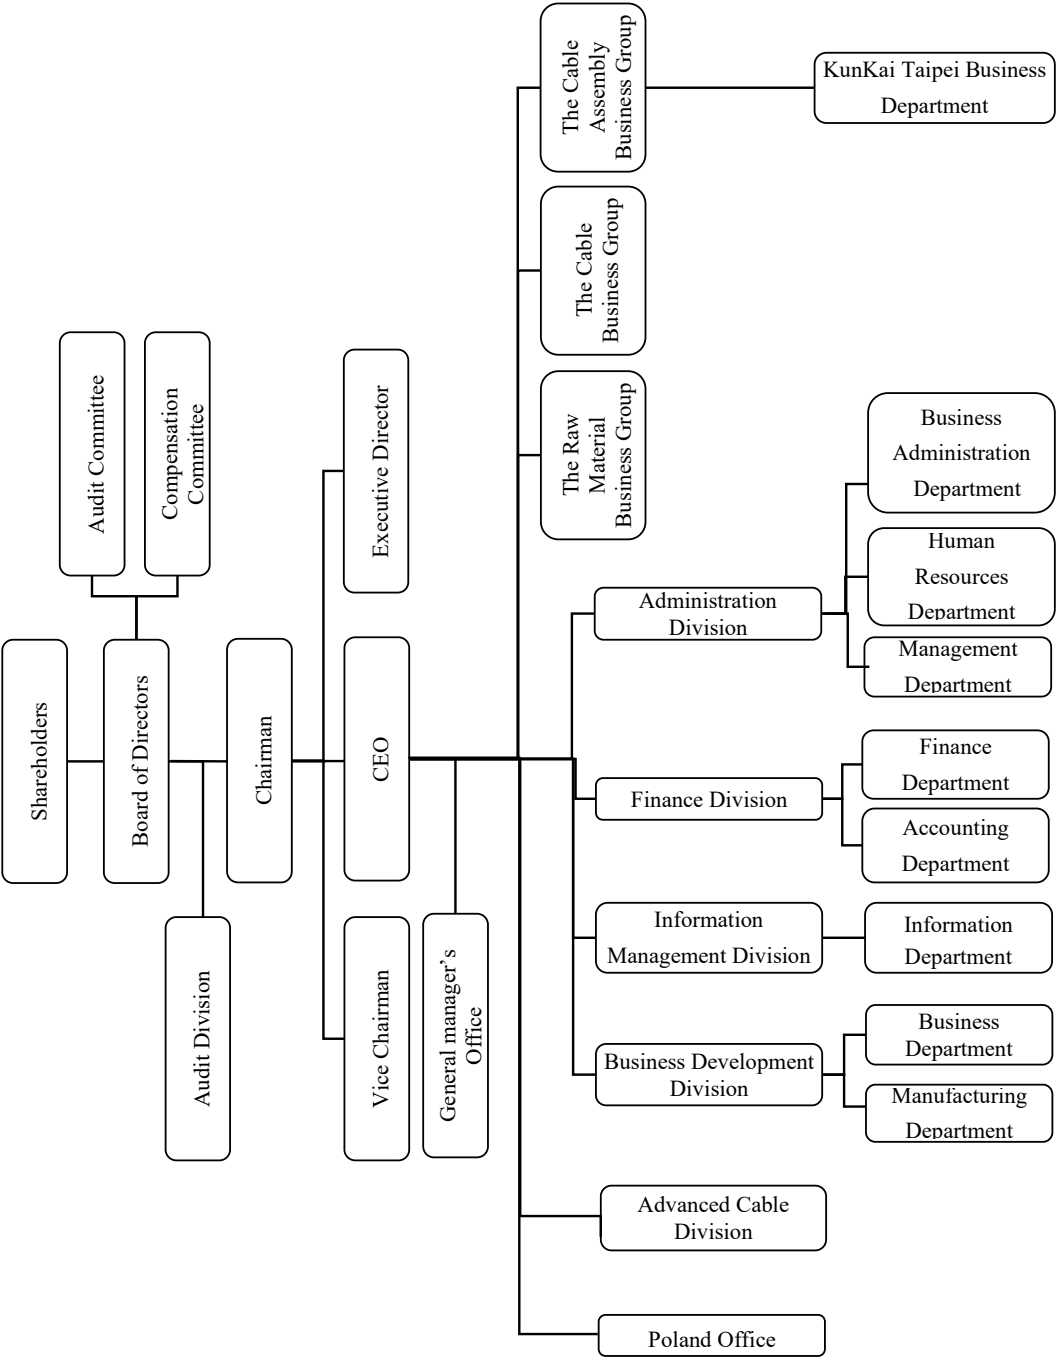 Shareholders
Audit Committee
Compensation
Committee
Board of Directors
Audit Division
Chairman
Executive Director
CEO
Vice Chairman
General manager’s
Office
The Cable
Assembly
Business Group
KunKai Taipei Business
Department
The Cable
Business Group
The Raw
Material
Business Group
Administration
Division
Business
Administration
Department
Human
Resources
Department
Management
Department
Finance Division
Finance
Department
Accounting
Department
Information
Management Division
Information
Department
Business Development
Division
Business
Department
Manufacturing
Department
Advanced Cable
Division
Poland Office